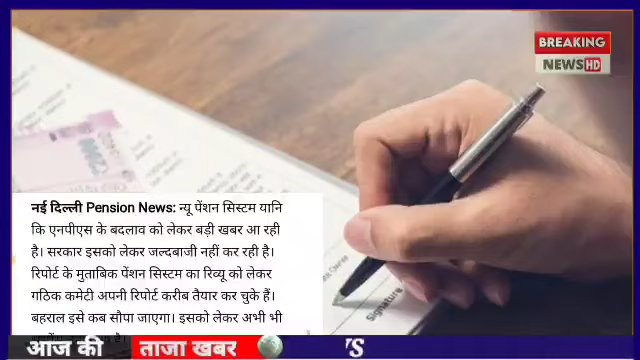 BREAKING
NEWS HD
नई दिल्ली Pension News: न्यू पेंशन सिस्टम यानि
कि एनपीएस के बदलाव को लेकर बड़ी खबर आ रही
है। सरकार इसको लेकर जल्दबाजी नहीं कर रही है।
रिपोर्ट के मुताबिक पेंशन सिस्टम का रिव्यू को लेकर
गठिक कमेटी अपनी रिपोर्ट करीब तैयार कर चुके हैं।
बहराल इसे कब सौपा जाएगा। इसको लेकर अभी भी
Signature
आज की ताजा खबर